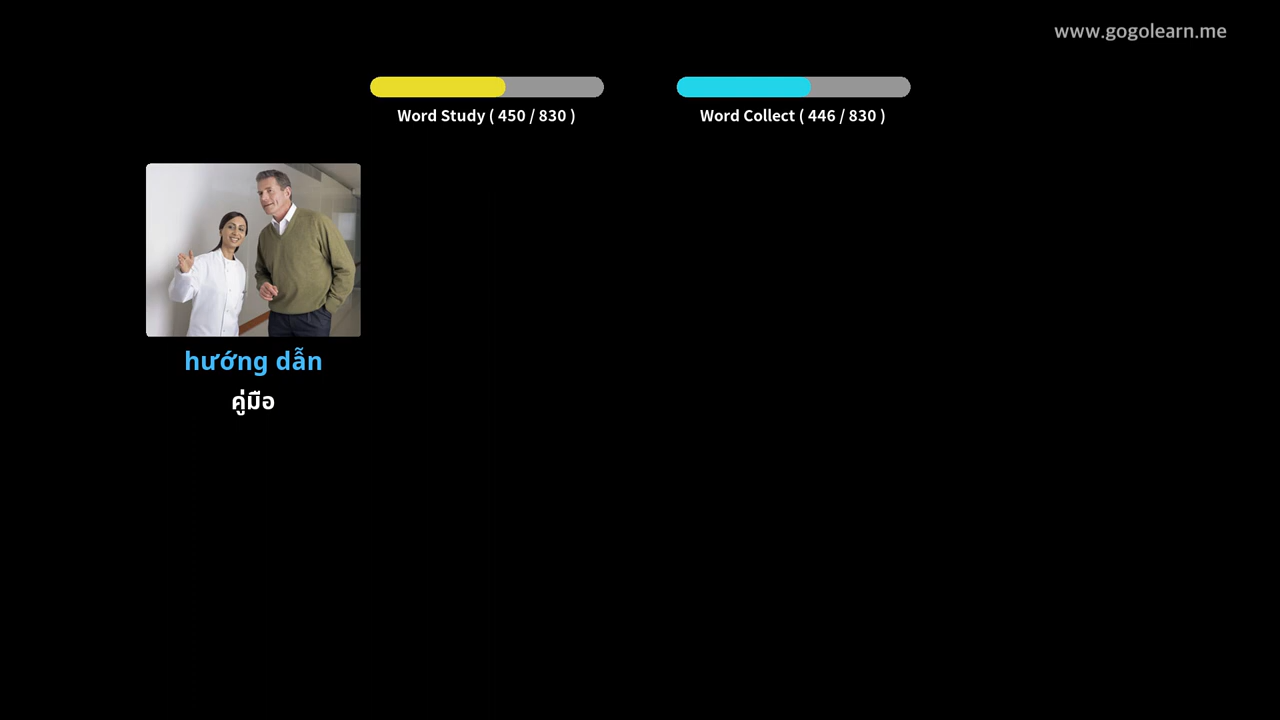 www.gogolearn.me
Word Study ( 450 / 830 )
Word Collect ( 446 / 830 )
hướng dẫn
คู่มือ